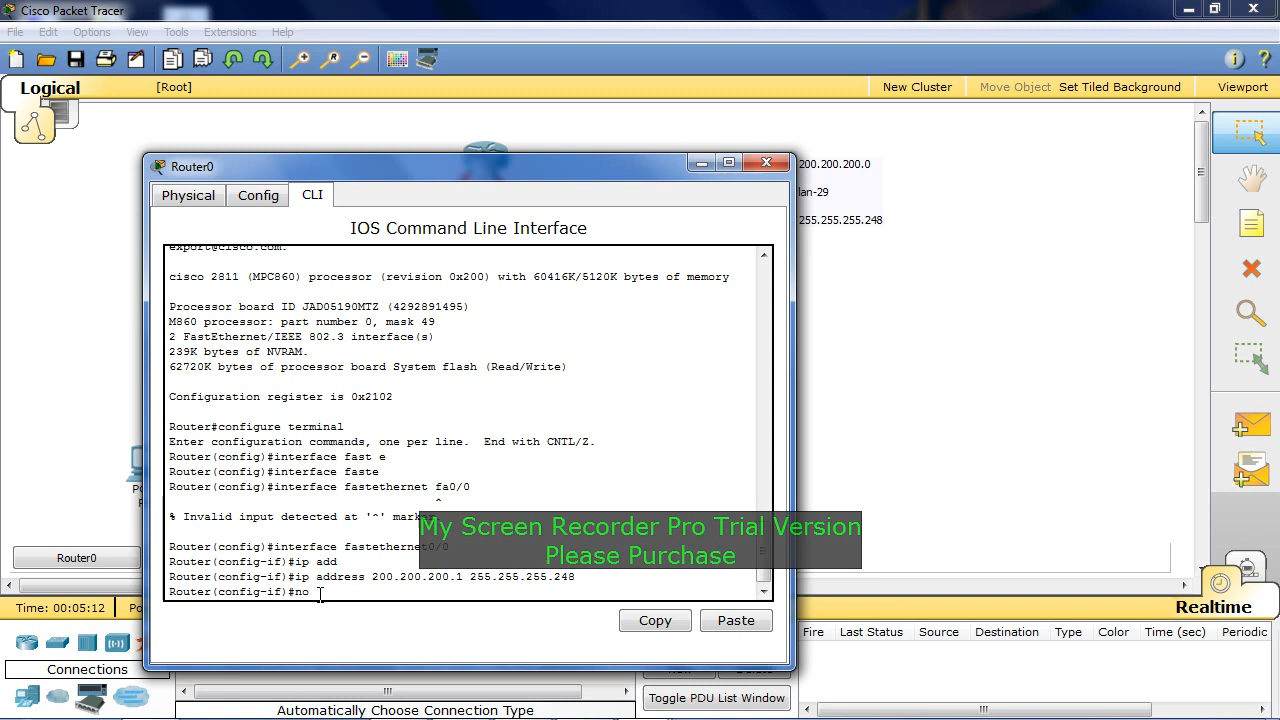 Cisco Packet Tracer
File Edit Options View Tools Extensions Help
Logical
[Root]
New Cluster
Move Object
Set Tiled Background
Viewport
200.200.200.0
lan-29
255.255.255.248
Router0
Physical
Config
CLI
IOS Command Line Interface
export@cisco.com.
cisco 2811 (MPC860) processor (revision 0x200) with 60416K/5120K bytes of memory
Processor board ID JAD05190MTZ (4292891495)
M860 processor: part number 0, mask 49
2 FastEthernet/IEEE 802.3 interface(s)
239K bytes of NVRAM.
62720K bytes of processor board System flash (Read/Write)
Configuration register is 0x2102
Router#configure terminal
Enter configuration commands, one per line.  End with CNTL/Z.
Router(config)#interface fast e
Router(config)#interface faste
Router(config)#interface fastethernet fa0/0
^
% Invalid input detected at '^' marker.
Router(config)#interface fastethernet0/0
Router(config-if)#ip add
Router(config-if)#ip address 200.200.200.1 255.255.255.248
Router(config-if)#no
My Screen Recorder Pro Trial Version
Please Purchase
Copy
Paste
Router0
Time: 00:05:12
Realtime
Connections
Automatically Choose Connection Type
Toggle PDU List Window
Fire Last Status Source Destination Type Color Time (sec) Periodic